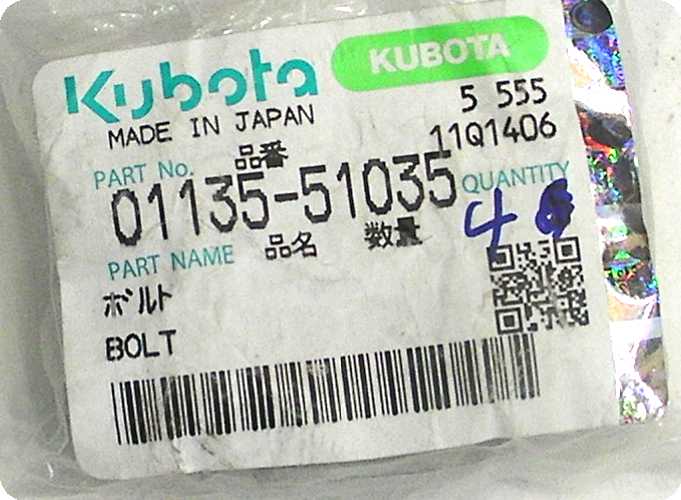 Kubota
KUBOTA
MADE IN JAPAN
5 555
11Q1406
PART No. 品番
QUANTITY
01135-51035
4
PART NAME 品名 数量
ボルト
BOLT